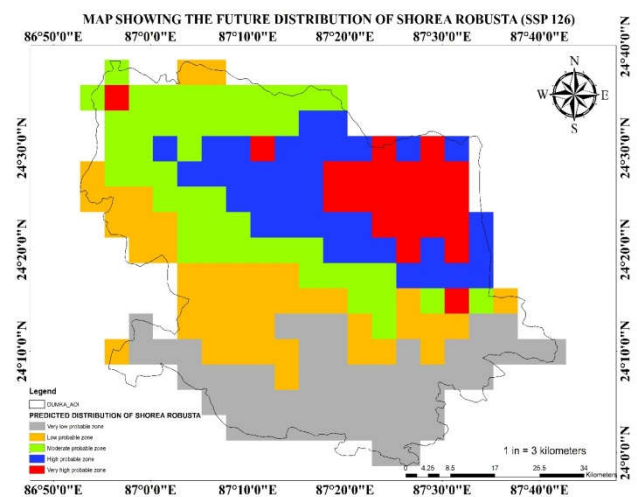 MAP SHOWING THE FUTURE DISTRIBUTION OF SHOREA ROBUSTA (SSP 126)
86°50'0"E 87°0'0"E 87°10'0"E 87°20'0"E 87°30'0"E 87°40'0"E
24°40'0"N
24°30'0"N 24°30'0"N
24°20'0"N 24°20'0"N
24°10'0"N 24°10'0"N
24°0'0"N 24°0'0"N
N
W E
S
Legend
DUMKA_AOI
PREDICTED DISTRIBUTION OF SHOREA ROBUSTA
Very low probable zone
Low probable zone
Moderate probable zone
High probable zone
Very high probable zone
1 in = 3 kilometers
0 4.25 8.5 17 25.5 34
86°50'0"E 87°0'0"E 87°10'0"E 87°20'0"E 87°30'0"E 87°40'0"E